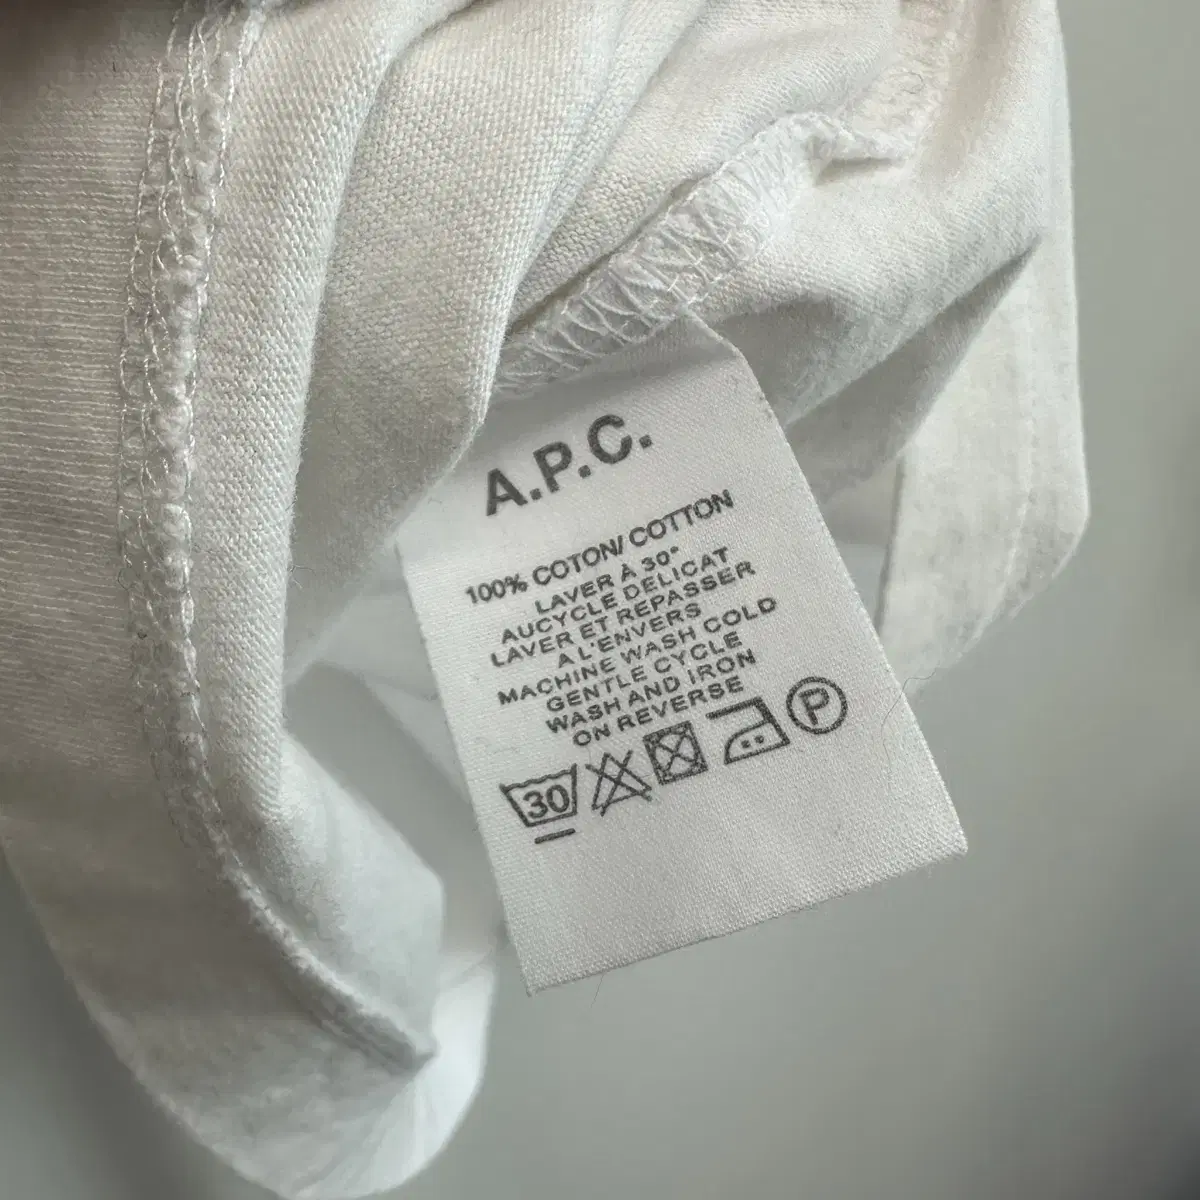 A.P.C.
100% COTON/ COTTON
LAVER À 30°
AUCYCLE DELICAT
LAVER ET REPASSER
A L'ENVERS
MACHINE WASH COLD
GENTLE CYCLE
WASH AND IRON
ON REVERSE
30 P